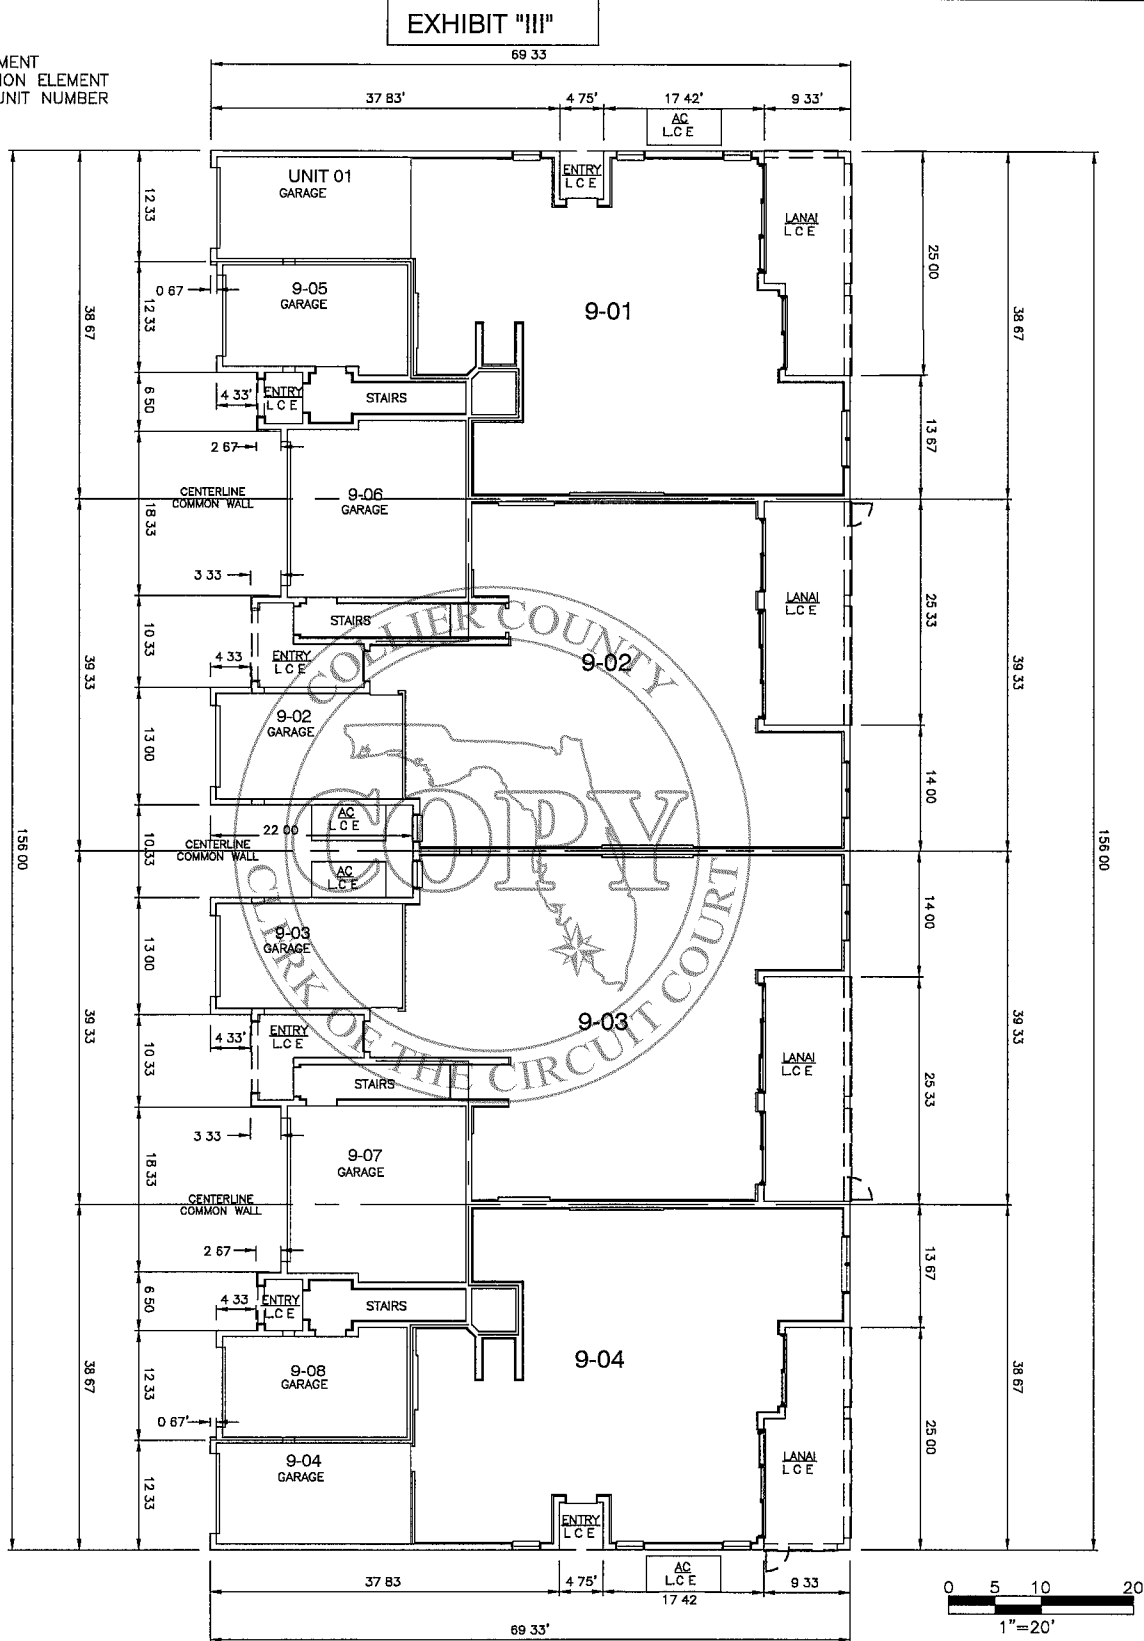 EXHIBIT "III"
MENT
ION ELEMENT
UNIT NUMBER
69 33
37 83'
4 75'
17 42'
9 33'
AC
L.C E
UNIT 01
GARAGE
ENTRY
L C E
LANAI
L C E
12 33
25 00
0 67
9-05
GARAGE
9-01
38 67
12 33
38 67
6 50
4 33'
ENTRY
L C E
STAIRS
13 67
2 67
CENTERLINE
COMMON WALL
9-06
GARAGE
18 33
3 33
LANAI
L C E
25 33
STAIRS
10 33
ENTRY
L C E
4 33
9-02
39 33
39 33
9-02
GARAGE
13 00
14 00
AC
L C E
22 00
CENTERLINE
COMMON WALL
10 33
156 00
156 00
AC
L C E
COLLIER COUNTY
COPY
CLERK OF THE CIRCUIT COURT
14 00
9-03
GARAGE
13 00
9-03
39 33
39 33
4 33'
ENTRY
L.C E
10 33
LANAI
L C E
25 33
STAIRS
3 33
9-07
GARAGE
18 33
CENTERLINE
COMMON WALL
2 67
13 67
6 50
4 33
ENTRY
L.C E
STAIRS
9-04
38 67
38 67
9-08
GARAGE
12 33
0 67'
25 00
9-04
GARAGE
12 33
LANAI
L C E
ENTRY
L C E
37 83
4 75'
AC
L.C E
17 42
9 33
69 33'
0 5 10 20
1"=20'